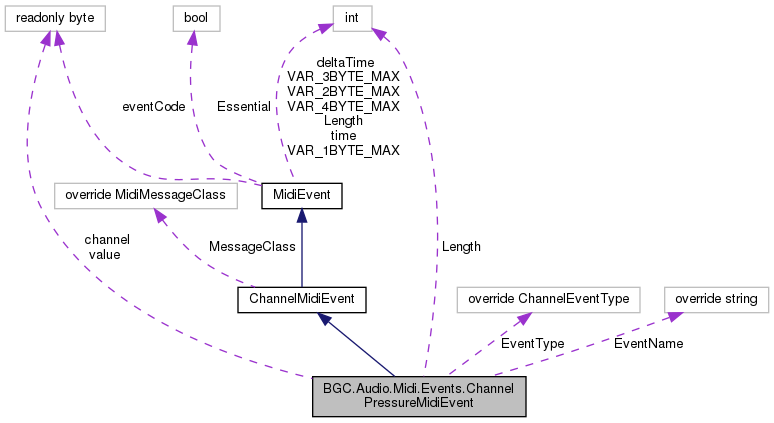 readonly byte
bool
int
deltaTime
VAR_3BYTE_MAX
VAR_2BYTE_MAX
VAR_4BYTE_MAX
Length
time
VAR_1BYTE_MAX
eventCode
Essential
override MidiMessageClass
MidiEvent
channel
value
MessageClass
Length
ChannelMidiEvent
override ChannelEventType
override string
EventType
EventName
BGC.Audio.Midi.Events.Channel
PressureMidiEvent